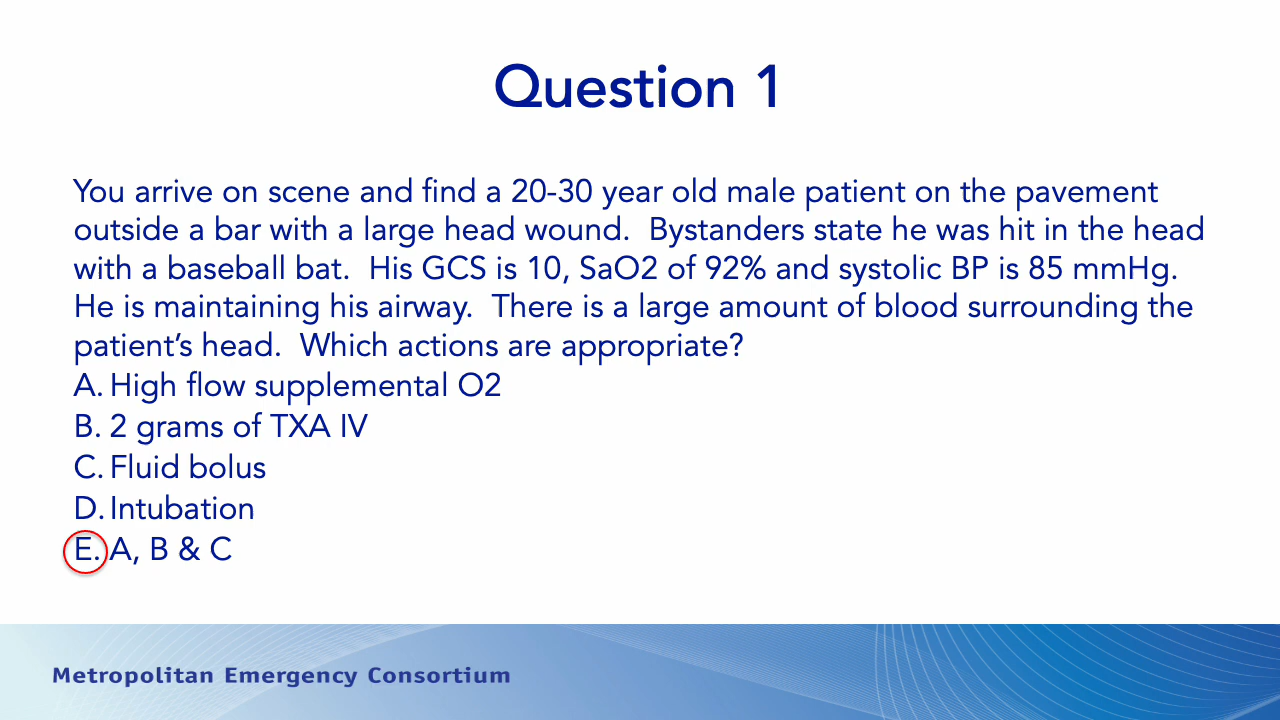 Question 1
You arrive on scene and find a 20-30 year old male patient on the pavement
outside a bar with a large head wound.  Bystanders state he was hit in the head
with a baseball bat.  His GCS is 10, SaO2 of 92% and systolic BP is 85 mmHg.
He is maintaining his airway.  There is a large amount of blood surrounding the
patient’s head.  Which actions are appropriate?
A. High flow supplemental O2
B. 2 grams of TXA IV
C. Fluid bolus
D. Intubation
E. A, B & C
Metropolitan Emergency Consortium